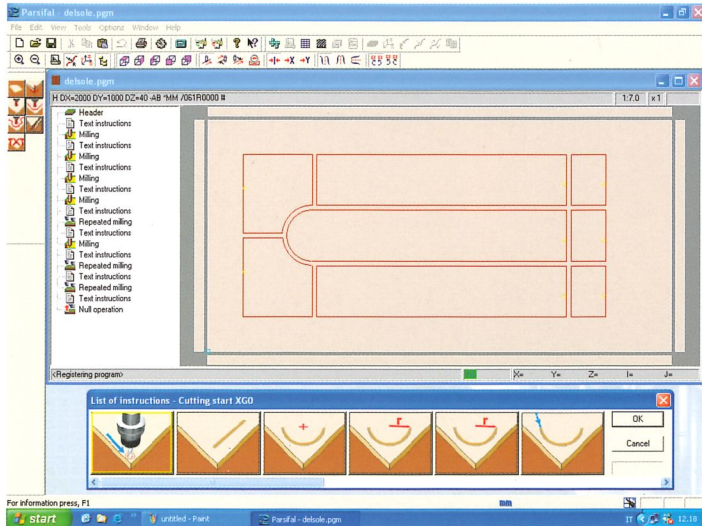 Parsifal - delsole.pgm
File Edit View Tools Options Window Help
delsole.pgm
H DX=2000 DY=1000 DZ=40 -AB *MM /061R0000 # 1:7.0 x 1
Header
Text instructions
Milling
Text instructions
Milling
Text instructions
Milling
Text instructions
Milling
Text instructions
Repeated milling
Text instructions
Milling
Text instructions
Repeated milling
Text instructions
Repeated milling
Text instructions
Null operation
<Registering program> X= Y= Z= I= J=
List of instructions - Cutting start XG0
r r
OK
Cancel
For information press, F1 mm
start untitled - Paint Parsifal - delsole.pgm IT 12.18